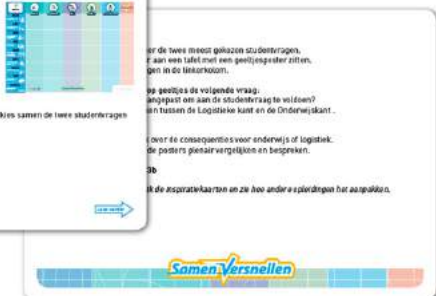 kies samen de twee studentvragen
Lees verder
er de twee meest gekozen studentvragen.
r aan een tafel met een geeltjesposter zitten.
gen in de linkerkolom.
op geeltjes de volgende vraag:
angepast om aan de studentvraag te voldoen?
en tussen de Logistieke kant en de Onderwijskant.
over de consequenties voor onderwijs of logistiek.
de posters plenair vergelijken en bespreken.
3b
k de inspiratiekaarten en zie hoe andere opleidingen het aanpakken.
Samen Versnellen